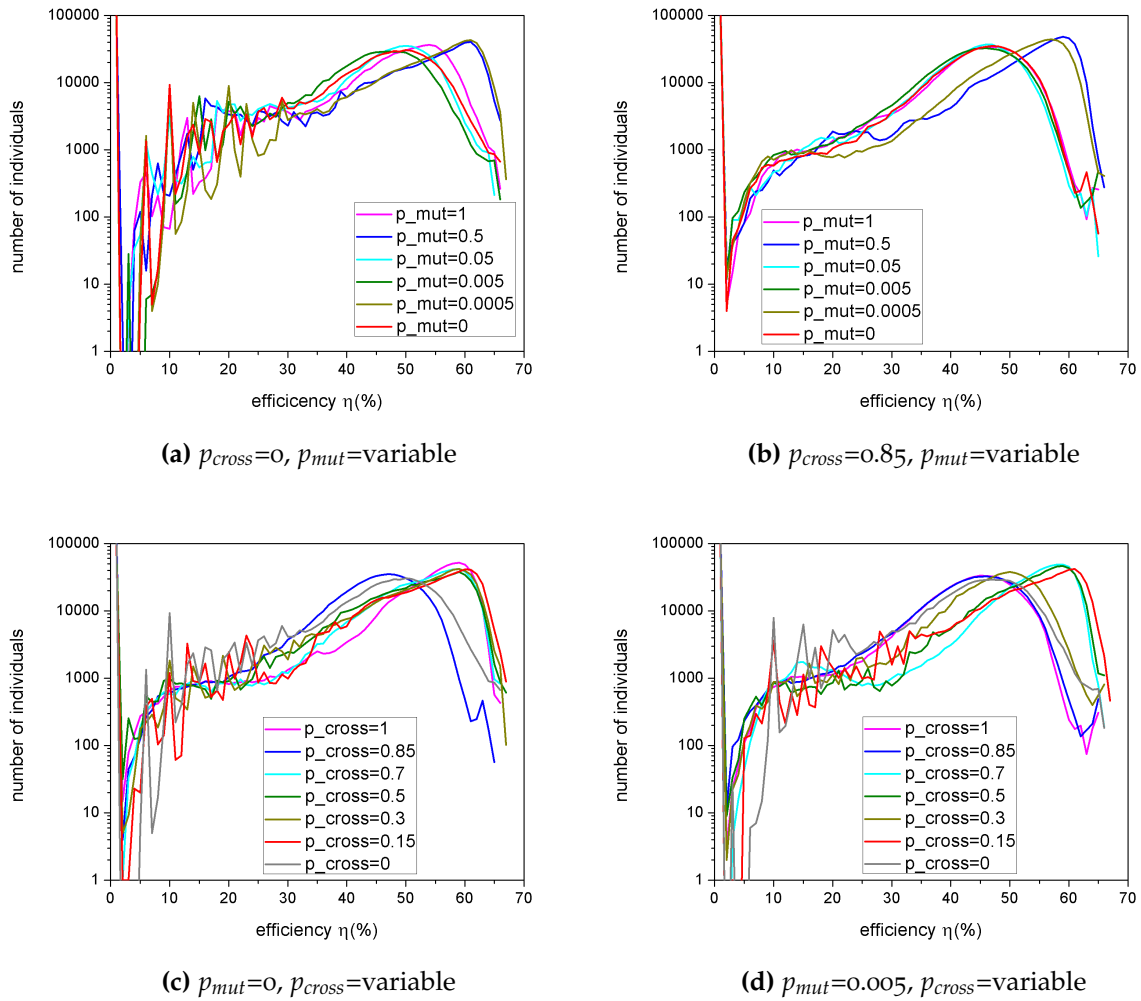 100000
10000
1000
100
10
1
number of individuals
p_mut=1
p_mut=0.5
p_mut=0.05
p_mut=0.005
p_mut=0.0005
p_mut=0
0 10 20 30 40 50 60 70
efficicency η(%)
(a) p_cross=0, p_mut=variable
100000
10000
1000
100
10
1
number of individuals
p_mut=1
p_mut=0.5
p_mut=0.05
p_mut=0.005
p_mut=0.0005
p_mut=0
0 10 20 30 40 50 60 70
efficiency η(%)
(b) p_cross=0.85, p_mut=variable
100000
10000
1000
100
10
1
number of individuals
p_cross=1
p_cross=0.85
p_cross=0.7
p_cross=0.5
p_cross=0.3
p_cross=0.15
p_cross=0
0 10 20 30 40 50 60 70
efficiency η(%)
(c) p_mut=0, p_cross=variable
100000
10000
1000
100
10
1
number of individuals
p_cross=1
p_cross=0.85
p_cross=0.7
p_cross=0.5
p_cross=0.3
p_cross=0.15
p_cross=0
0 10 20 30 40 50 60 70
efficiency η(%)
(d) p_mut=0.005, p_cross=variable